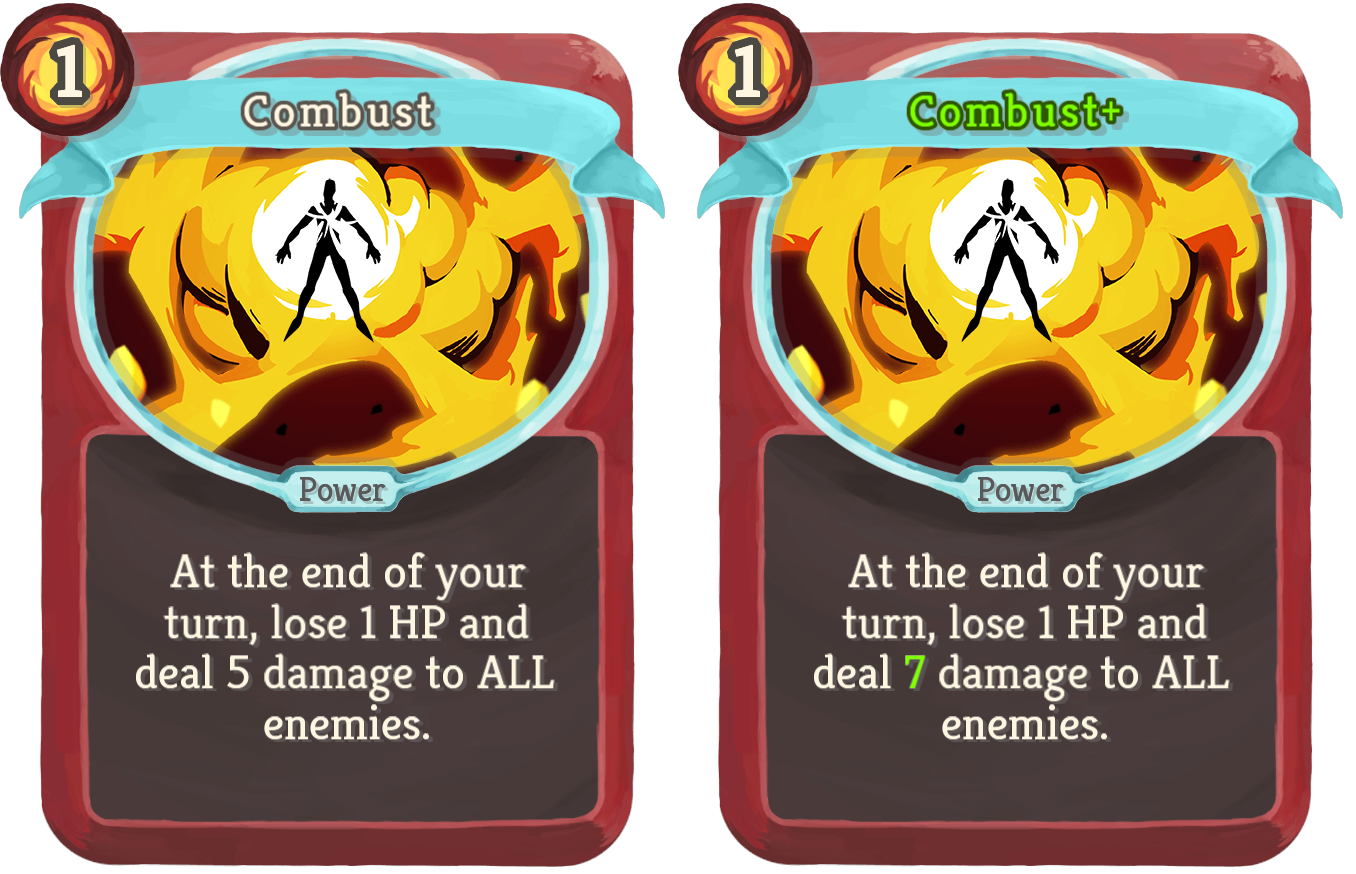 1
Combust
Power
At the end of your
turn, lose 1 HP and
deal 5 damage to ALL
enemies.
1
Combust+
Power
At the end of your
turn, lose 1 HP and
deal 7 damage to ALL
enemies.